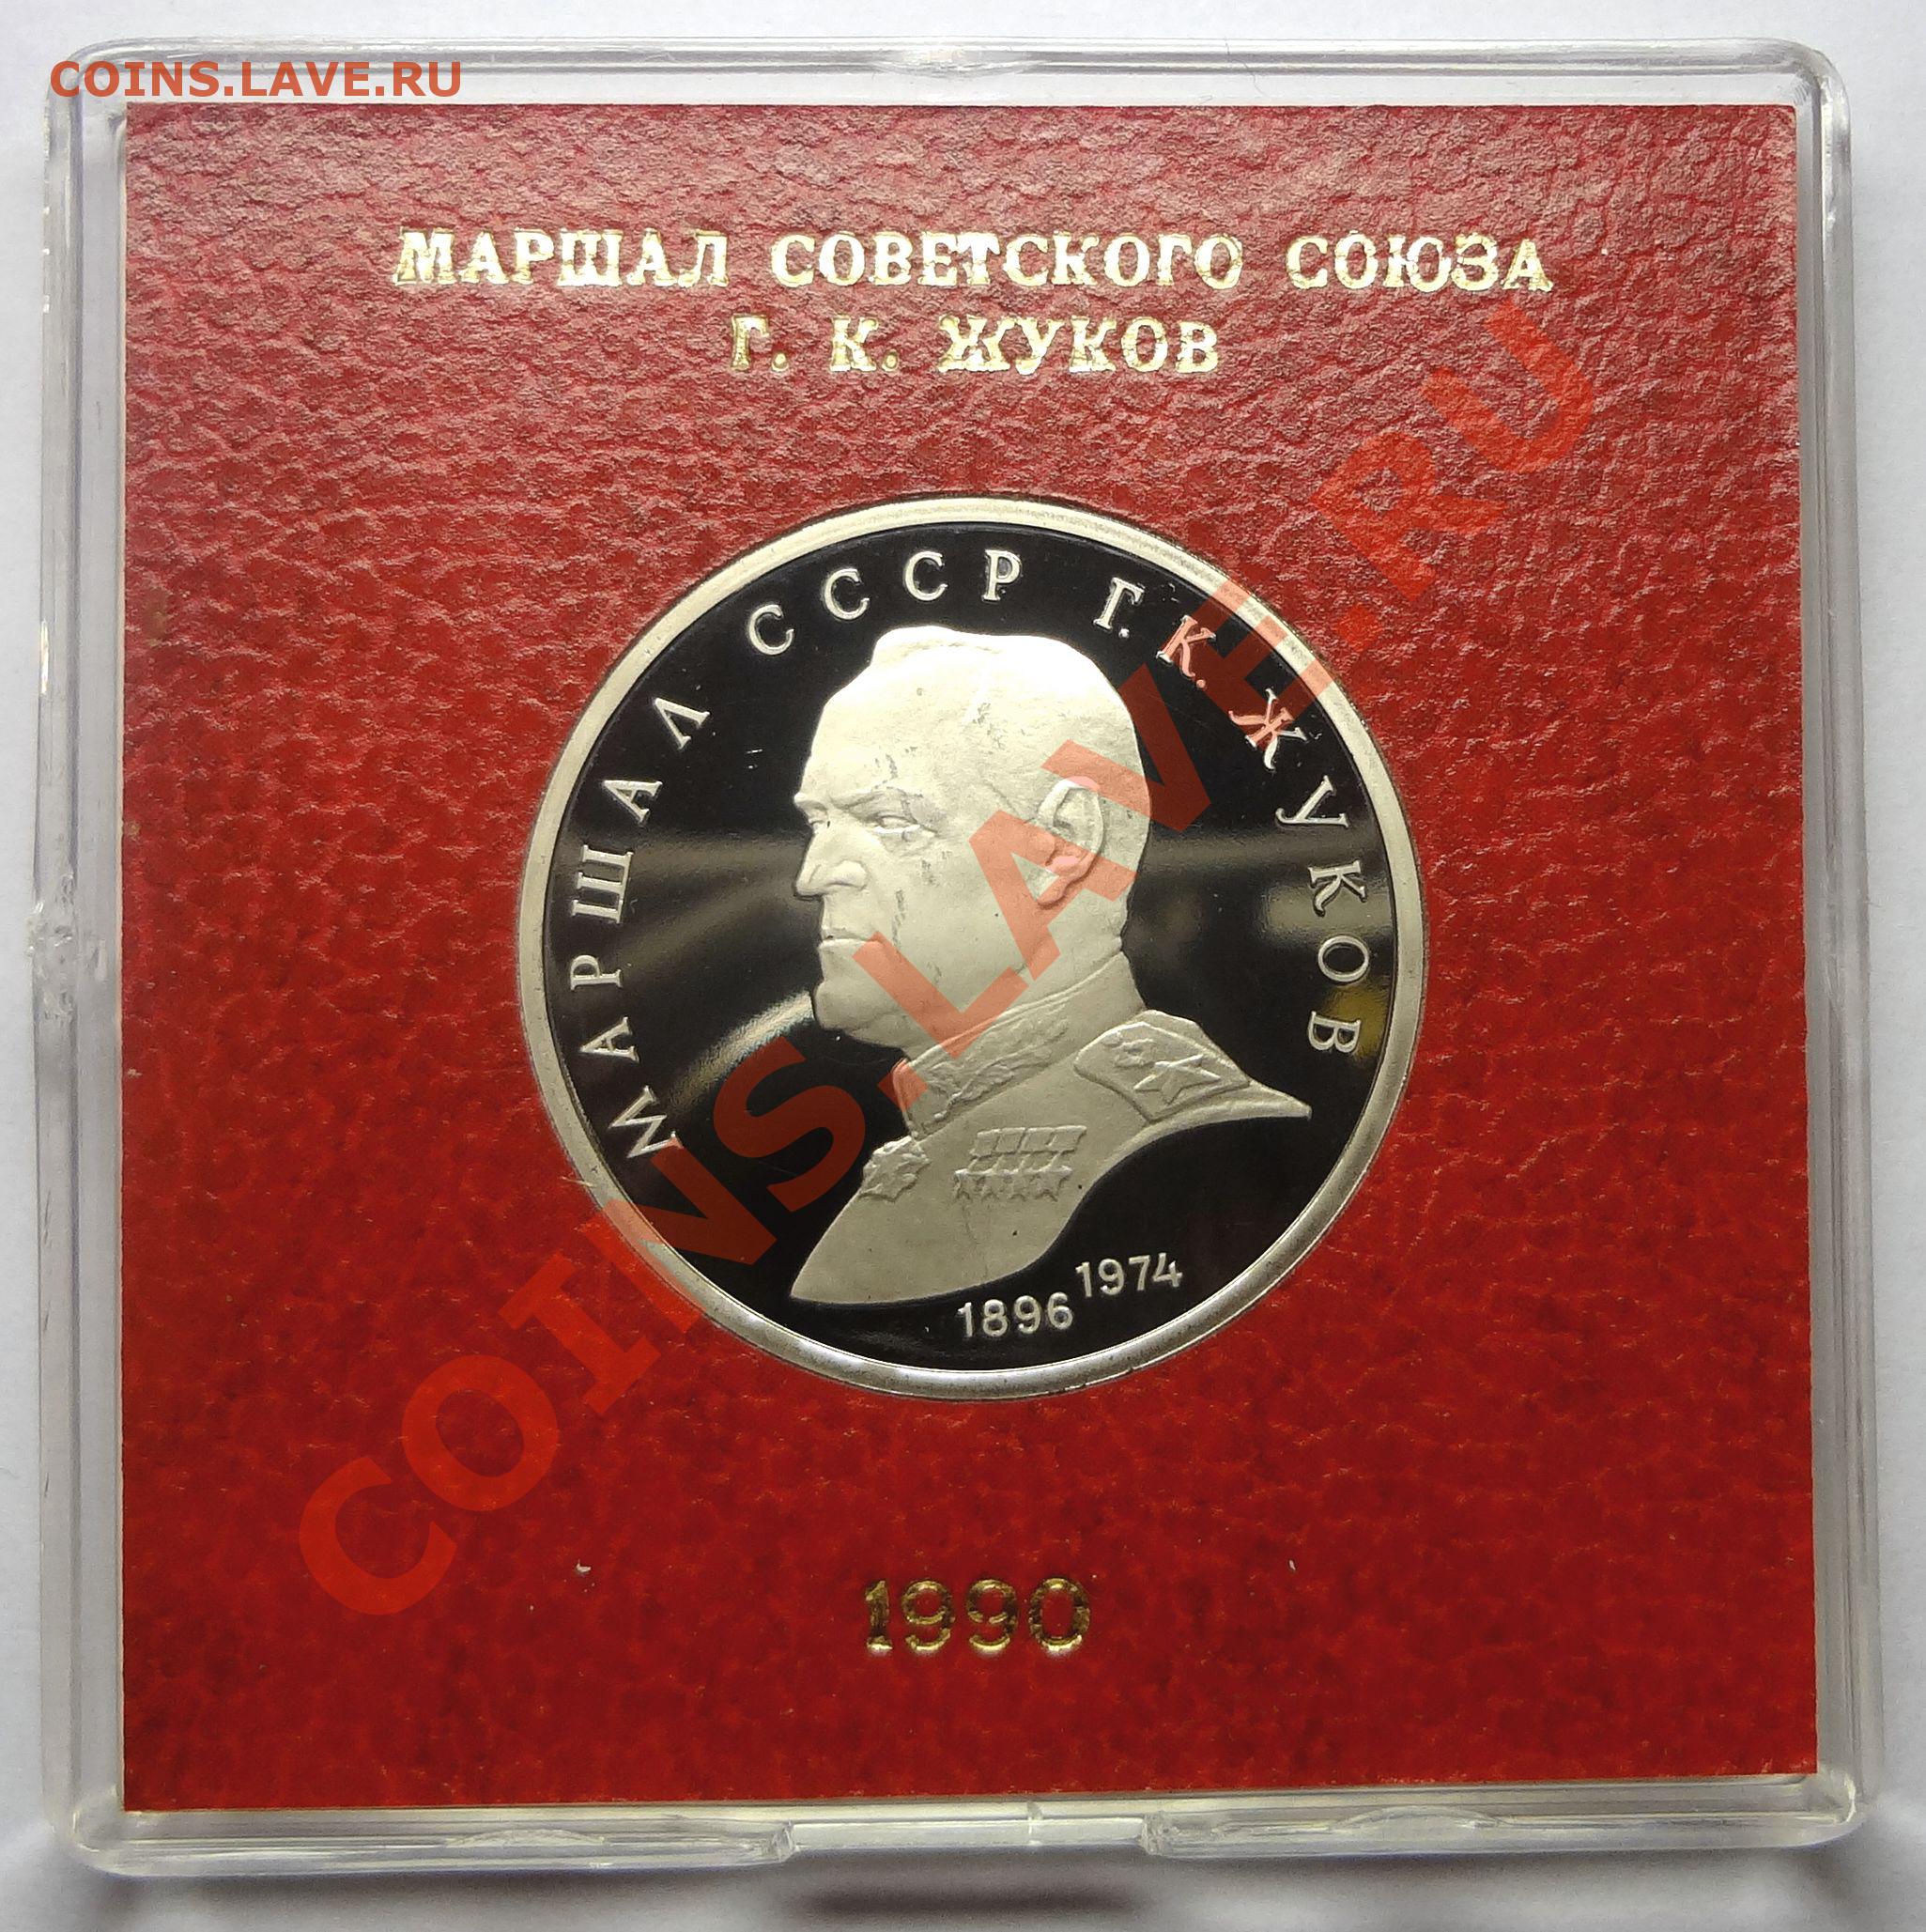 COINS.LAVE.RU
МАРШАЛ СОВЕТСКОГО СОЮЗА
Г. К. ЖУКОВ
МАРШАЛ СССР Г. К. ЖУКОВ
1896 1974
1990
COINS.LAVE.RU